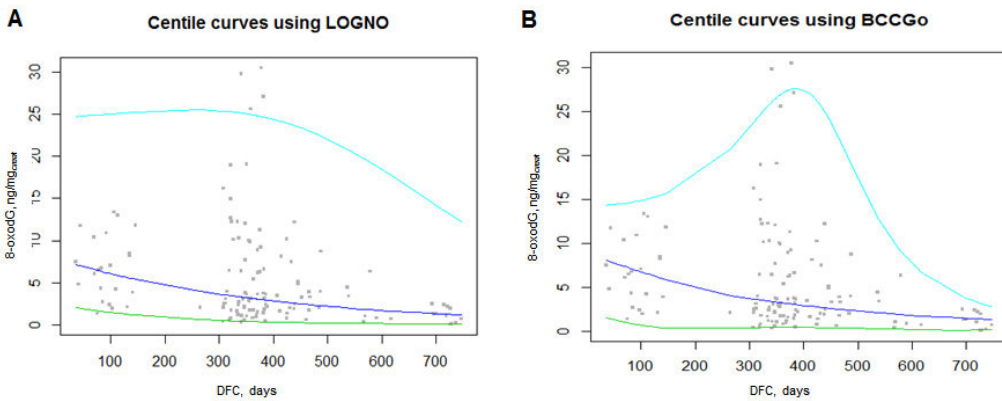 A
Centile curves using LOGNO
8-oxodG, ng/mgcreat
0
5
10
15
20
25
30
100 200 300 400 500 600 700
DFC, days
B
Centile curves using BCCGo
8-oxodG, ng/mgcreat
0
5
10
15
20
25
30
100 200 300 400 500 600 700
DFC, days